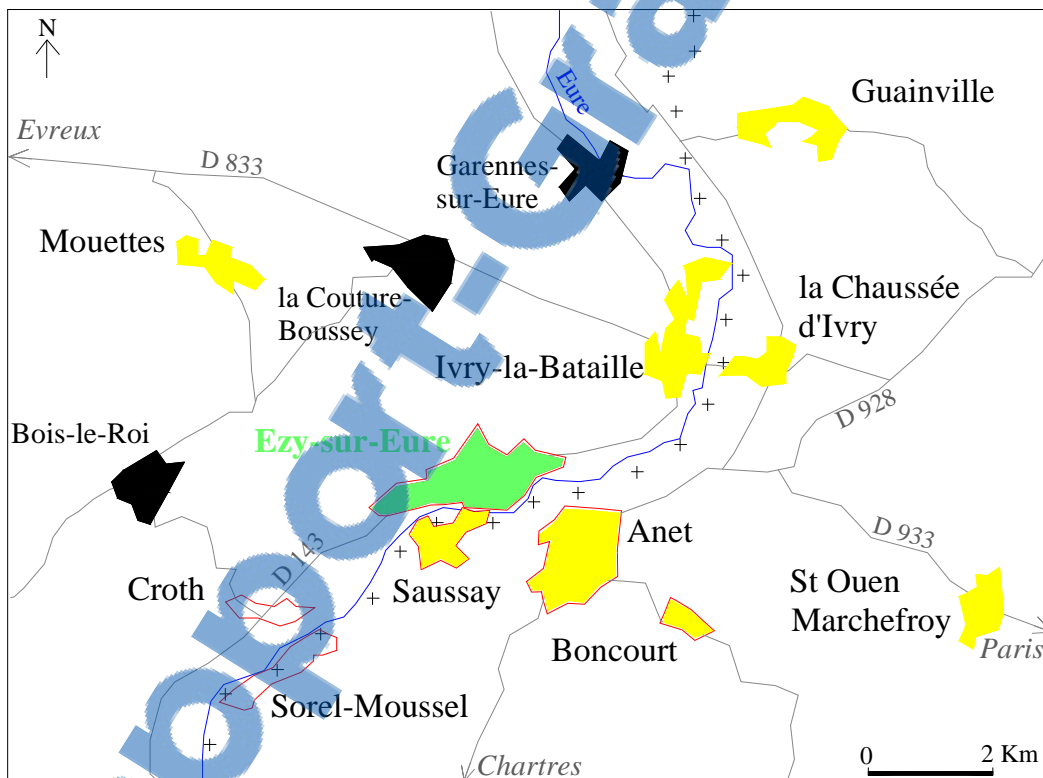 N
Eure
Guainville
Evreux
D 833
Garennes-
sur-Eure
Mouettes
la Couture-
Boussey
la Chaussée
d'Ivry
Ivry-la-Bataille
D 928
Bois-le-Roi
Ezy-sur-Eure
Anet
D 933
D 143
Croth
Saussay
St Ouen
Marchefroy
Boncourt
Paris
Sorel-Moussel
Chartres
0 2 Km